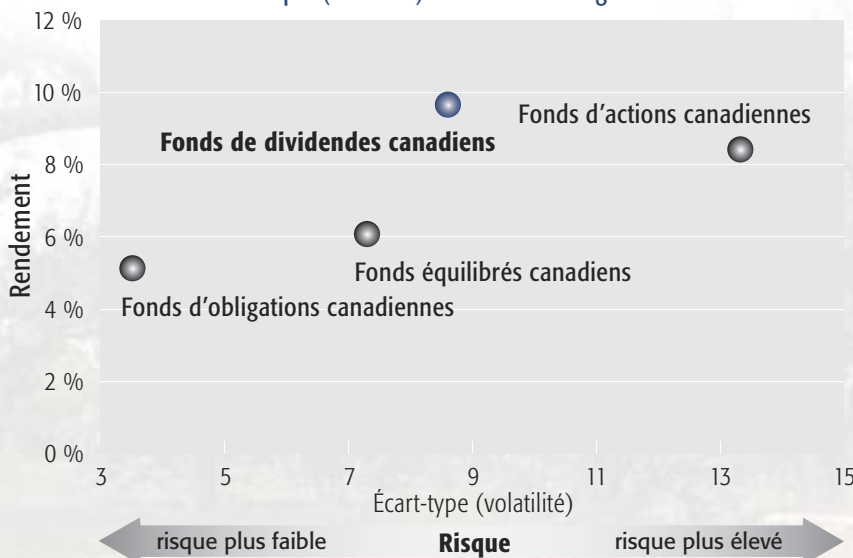 12 %
10 %
8 %
6 %
4 %
2 %
0 %
Rendement
Fonds d'actions canadiennes
Fonds de dividendes canadiens
Fonds équilibrés canadiens
Fonds d'obligations canadiennes
3 5 7 9 11 13 15
Écart-type (volatilité)
risque plus faible Risque risque plus élevé